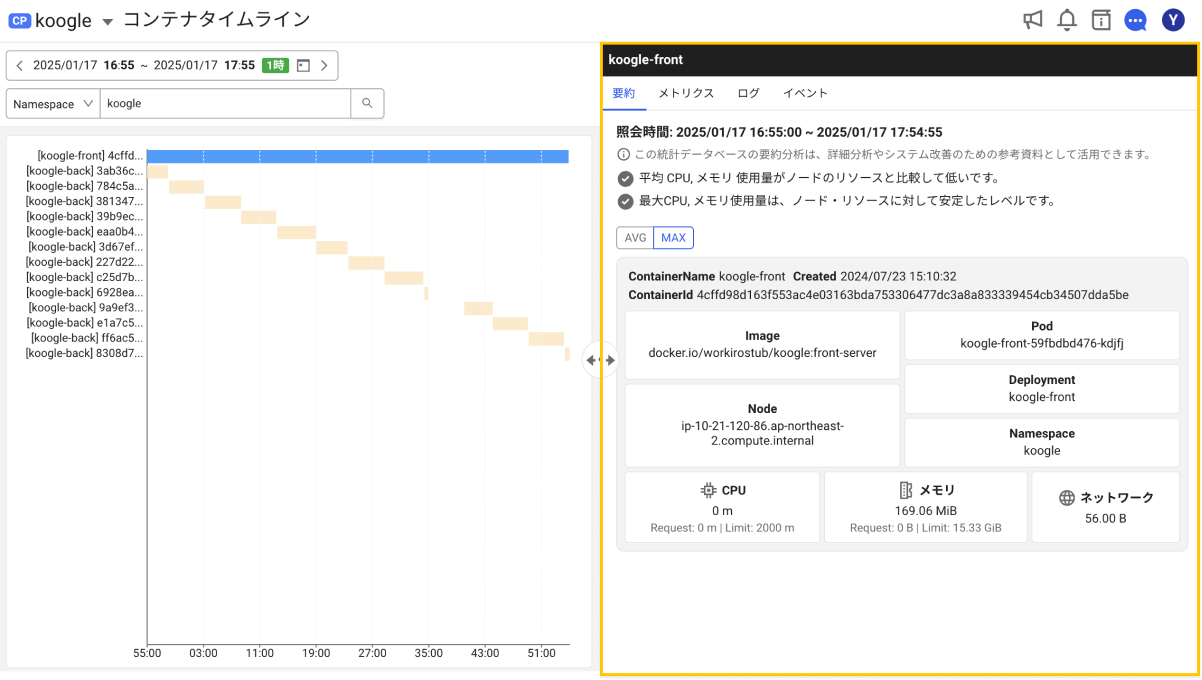 CP koogle コンテナタイムライン
Y
2025/01/17 16:55 ~ 2025/01/17 17:55 1時
Namespace koogle
[koogle-front] 4cffd...
[koogle-back] 3ab36c...
[koogle-back] 784c5a...
[koogle-back] 381347...
[koogle-back] 39b9ec...
[koogle-back] eaa0b4...
[koogle-back] 3d67ef...
[koogle-back] 227d22...
[koogle-back] c25d7b...
[koogle-back] 6928ea...
[koogle-back] 9a9ef3...
[koogle-back] e1a7c5...
[koogle-back] ff6ac5...
[koogle-back] 8308d7...
55:00 03:00 11:00 19:00 27:00 35:00 43:00 51:00
koogle-front
要約 メトリクス ログ イベント
照会時間: 2025/01/17 16:55:00 ~ 2025/01/17 17:54:55
この統計データベースの要約分析は、詳細分析やシステム改善のための参考資料として活用できます。
平均 CPU, メモリ 使用量がノードのリソースと比較して低いです。
最大CPU, メモリ使用量は、ノード・リソースに対して安定したレベルです。
AVG MAX
ContainerName koogle-front Created 2024/07/23 15:10:32
ContainerId 4cffd98d163f553ac4e03163bda753306477dc3a8a833339454cb34507dda5be
Image
docker.io/workirostub/koogle:front-server
Node
ip-10-21-120-86.ap-northeast-
2.compute.internal
Pod
koogle-front-59fbdbd476-kdjfj
Deployment
koogle-front
Namespace
koogle
CPU
0 m
Request: 0 m | Limit: 2000 m
メモリ
169.06 MiB
Request: 0 B | Limit: 15.33 GiB
ネットワーク
56.00 B